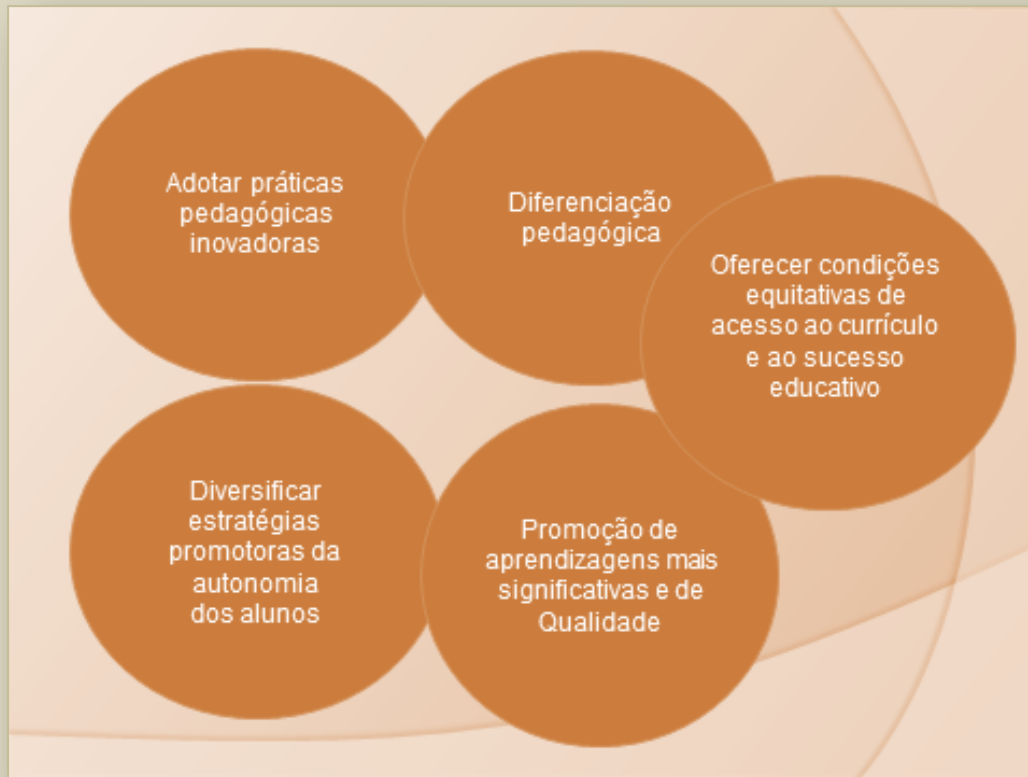 Adotar práticas
pedagógicas
inovadoras
Diferenciação
pedagógica
Oferecer condições
equitativas de
acesso ao currículo
e ao sucesso
educativo
Diversificar
estratégias
promotoras da
autonomia
dos alunos
Promoção de
aprendizagens mais
significativas e de
Qualidade